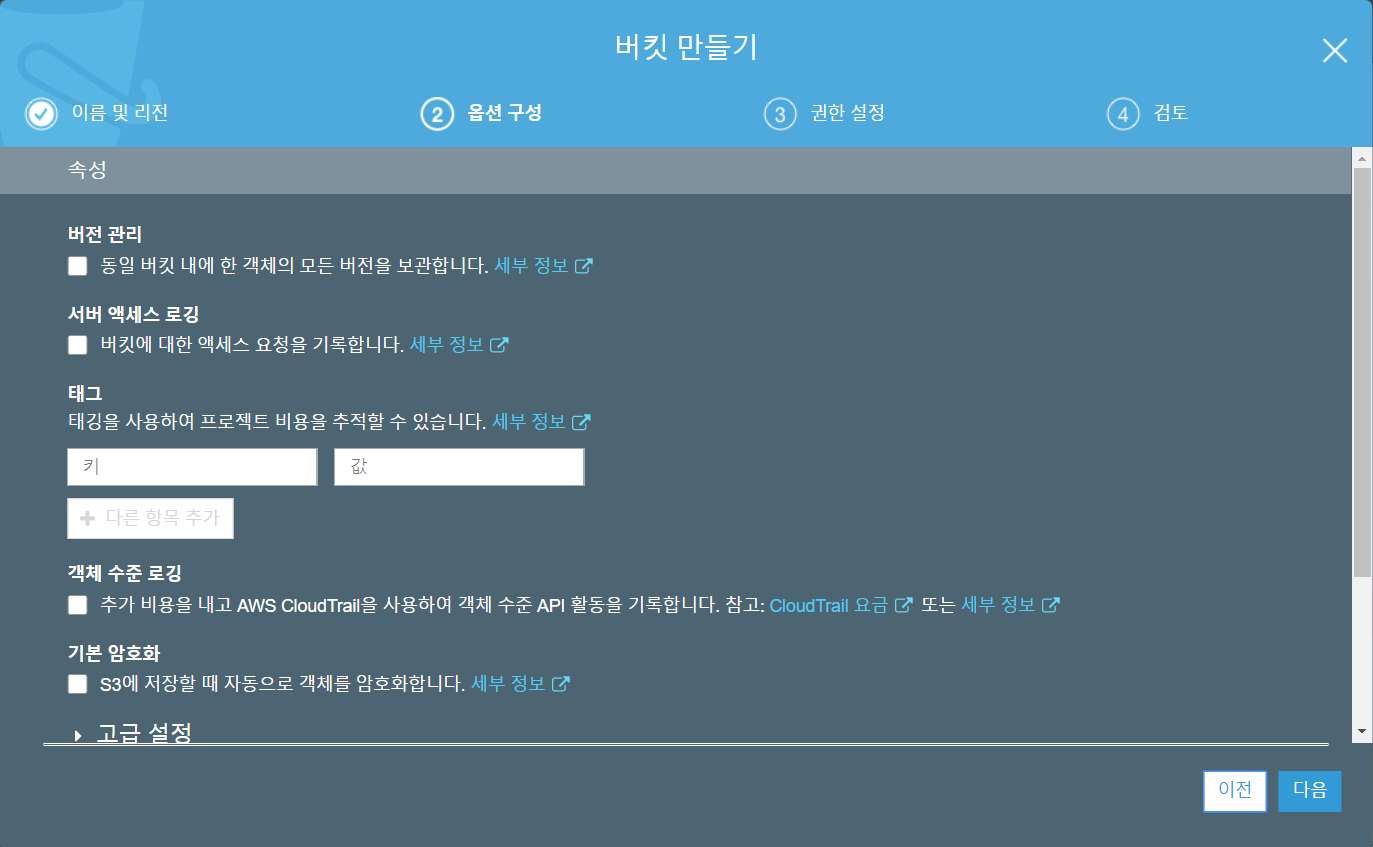 버킷 만들기
이름 및 리전
2 옵션 구성
3 권한 설정
4 검토
속성
버전 관리
동일 버킷 내에 한 객체의 모든 버전을 보관합니다. 세부 정보
서버 액세스 로깅
버킷에 대한 액세스 요청을 기록합니다. 세부 정보
태그
태깅을 사용하여 프로젝트 비용을 추적할 수 있습니다. 세부 정보
키 값
다른 항목 추가
객체 수준 로깅
추가 비용을 내고 AWS CloudTrail을 사용하여 객체 수준 API 활동을 기록합니다. 참고: CloudTrail 요금 또는 세부 정보
기본 암호화
S3에 저장할 때 자동으로 객체를 암호화합니다. 세부 정보
고급 설정
이전 다음